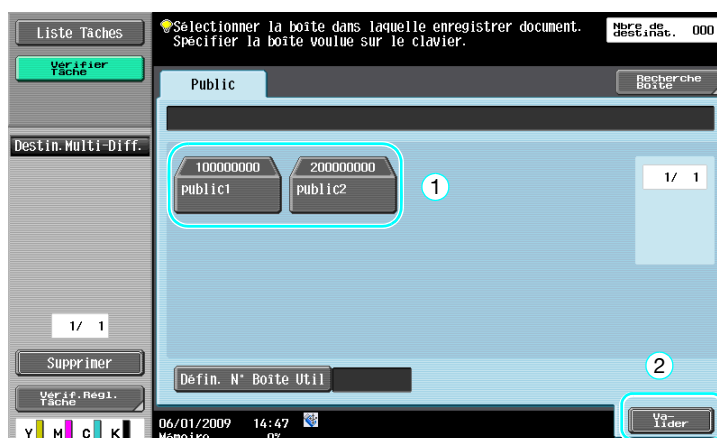 Liste Tâches
Vérifier
Tâche
Sélectionner la boîte dans laquelle enregistrer document.
Spécifier la boîte voulue sur le clavier.
Nbre de
destinat. 000
Public
Recherche
Boîte
Destin.Multi-Diff.
100000000
public1
200000000
public2
1
1/ 1
1/ 1
Supprimer
Vérif.Régl.
Tâche
Défin. N° Boîte Util
2
Va-
lider
Y M C K
06/01/2009 14:47
Mémoire 0%